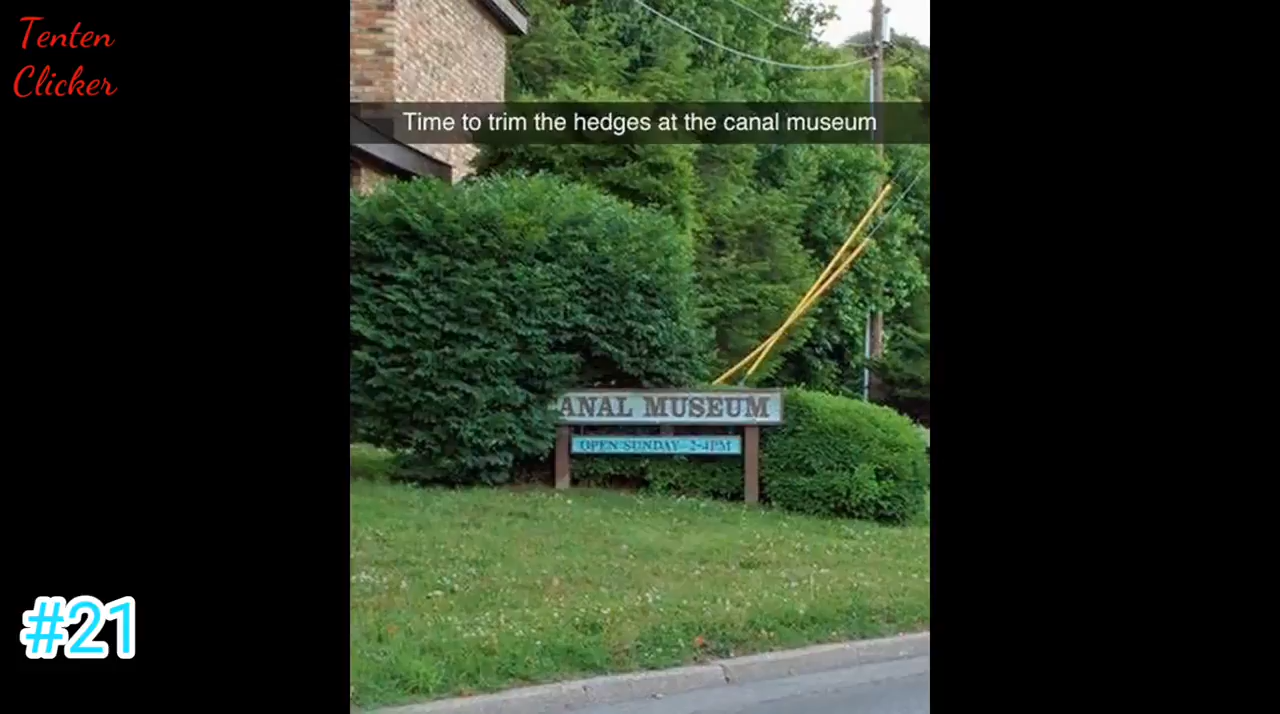 Tenten
Clicker
Time to trim the hedges at the canal museum
ANAL MUSEUM
OPEN SUNDAY 2-4PM
#21